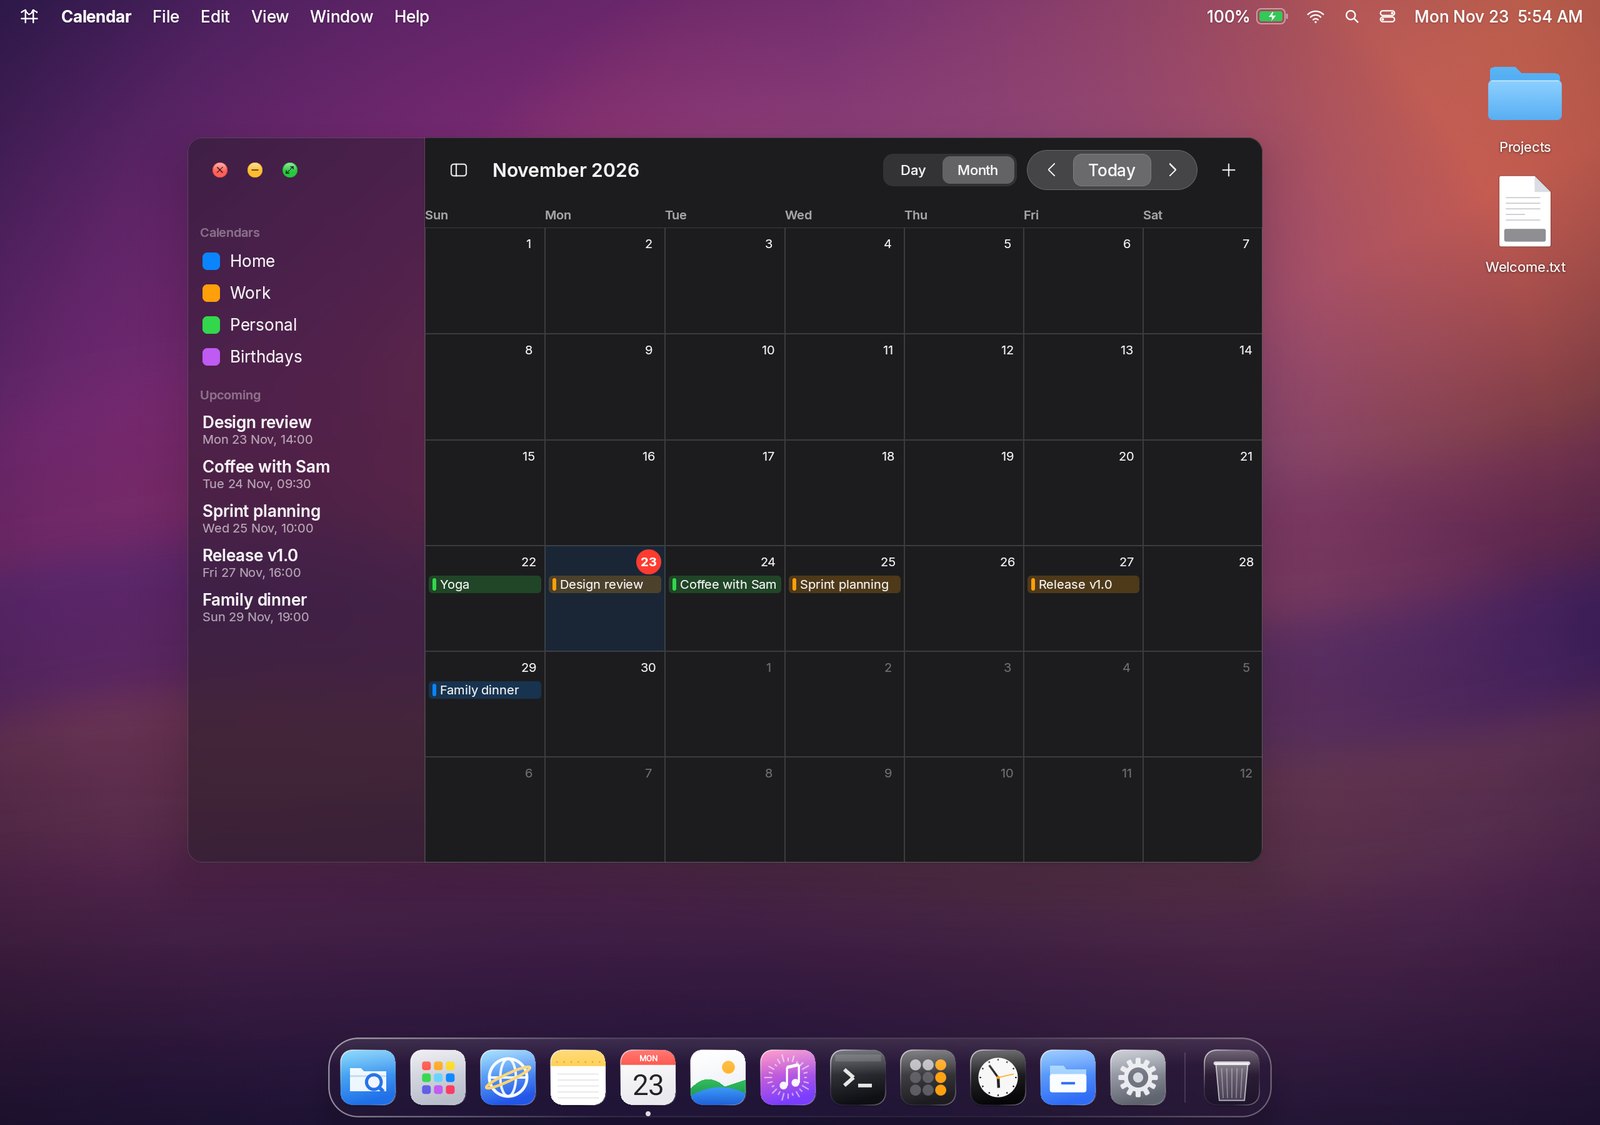 Calendar File Edit View Window Help 100% Mon Nov 23 5:54 AM
Projects
Welcome.txt
November 2026 Day Month Today
Calendars
Home
Work
Personal
Birthdays
Upcoming
Design review
Mon 23 Nov, 14:00
Coffee with Sam
Tue 24 Nov, 09:30
Sprint planning
Wed 25 Nov, 10:00
Release v1.0
Fri 27 Nov, 16:00
Family dinner
Sun 29 Nov, 19:00
Sun Mon Tue Wed Thu Fri Sat
1 2 3 4 5 6 7
8 9 10 11 12 13 14
15 16 17 18 19 20 21
22 23 24 25 26 27 28
Yoga Design review Coffee with Sam Sprint planning Release v1.0
29 30 1 2 3 4 5
Family dinner
6 7 8 9 10 11 12
MON
23